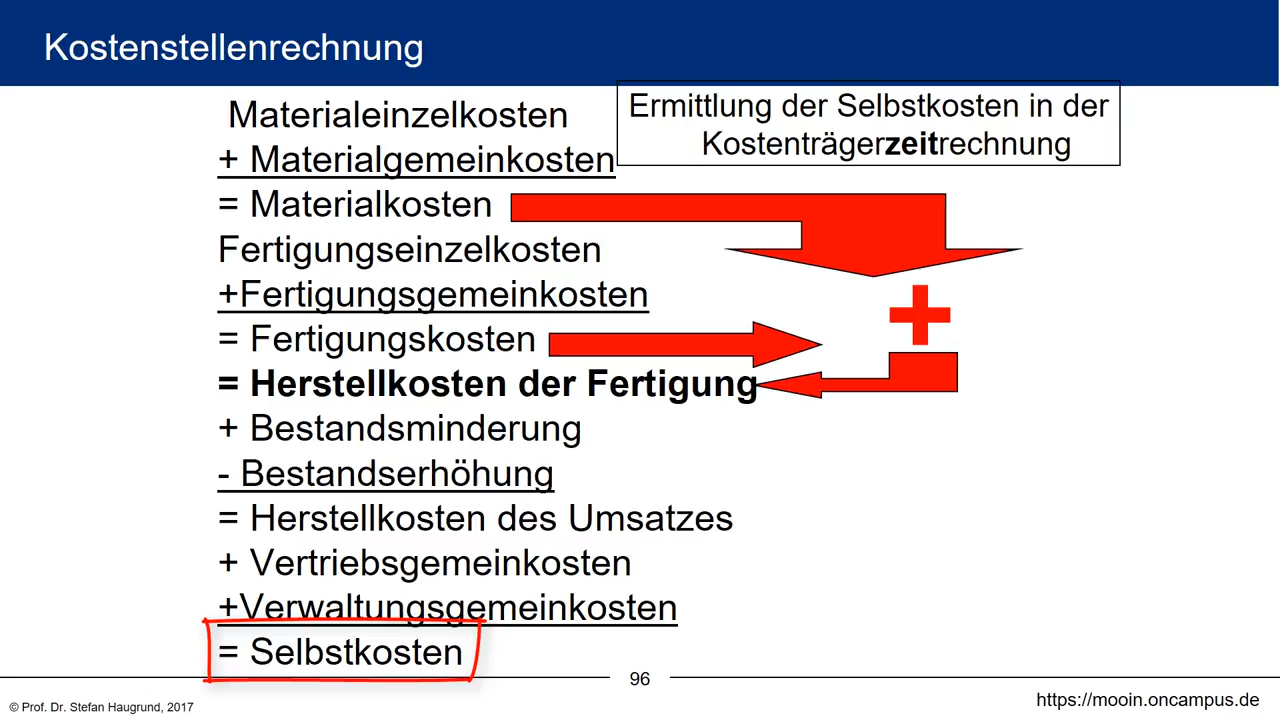 Kostenstellenrechnung
Materialeinzelkosten
+ Materialgemeinkosten
= Materialkosten
Fertigungseinzelkosten
+Fertigungsgemeinkosten
= Fertigungskosten
= Herstellkosten der Fertigung
+ Bestandsminderung
- Bestandserhöhung
= Herstellkosten des Umsatzes
+ Vertriebsgemeinkosten
+Verwaltungsgemeinkosten
= Selbstkosten
Ermittlung der Selbstkosten in der
Kostenträgerzeitrechnung
+
96
© Prof. Dr. Stefan Haugrund, 2017
https://mooin.oncampus.de